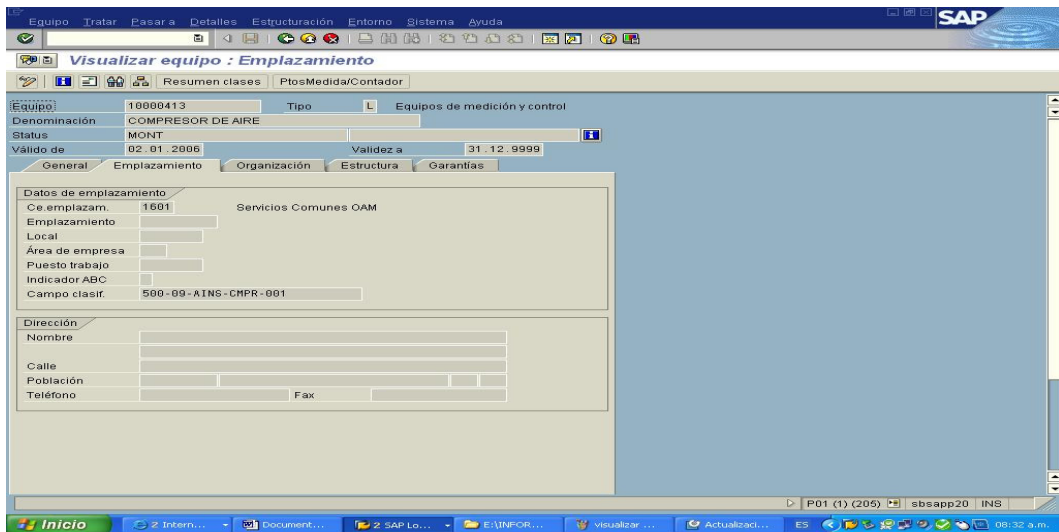 Equipo Tratar Pasar a Detalles Estructuración Entorno Sistema Ayuda
SAP
Visualizar equipo : Emplazamiento
Resumen clases PtosMedida/Contador
Equipo 10000413 Tipo L Equipos de medición y control
Denominación COMPRESOR DE AIRE
Status MONT
Válido de 02.01.2006 Validez a 31.12.9999
General Emplazamiento Organización Estructura Garantías
Datos de emplazamiento
Ce.emplazam. 1601 Servicios Comunes OAM
Emplazamiento
Local
Área de empresa
Puesto trabajo
Indicador ABC
Campo clasif. 500-09-AINS-CMPR-001
Dirección
Nombre
Calle
Población
Teléfono Fax
P01 (1) (205) sbsapp20 INS
Inicio 2 Intern... Document... 2 SAP Lo... E:\INFOR... visualizar ... Actualizaci... ES 08:32 a.m.